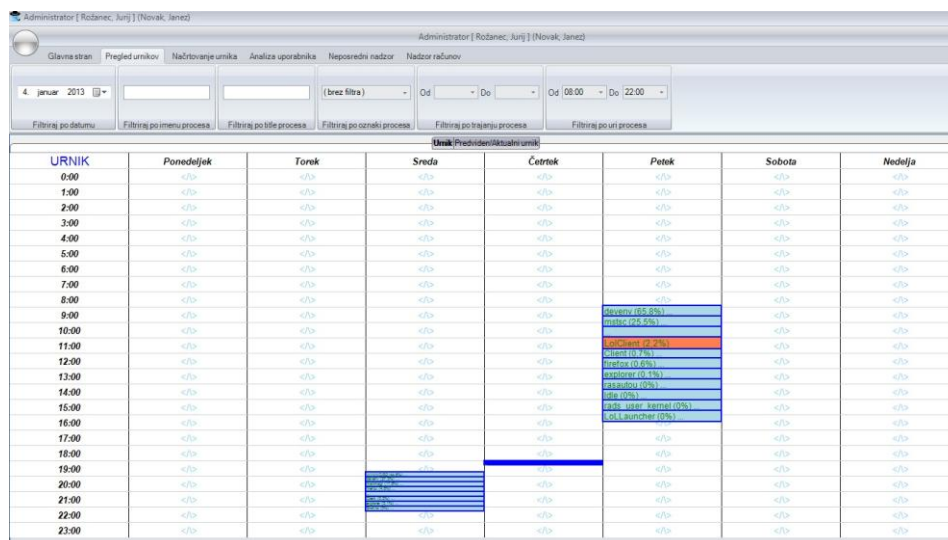 Administrator [ Rožanec, Jurij ] (Novak, Janez)
Administrator [ Rožanec, Jurij ] (Novak, Janez)
Glavna stran Pregled urnikov Načrtovanje urnika Analiza uporabnika Neposredni nadzor Nadzor računov
4. januar 2013 ( brez filtra ) Od Do Od 08:00 Do 22:00
Filtriraj po datumu Filtriraj po imenu procesa Filtriraj po title procesa Filtriraj po oznaki procesa Filtriraj po trajanju procesa Filtriraj po uri procesa
Urnik Predviden/Aktualni urnik
URNIK Ponedeljek Torek Sreda Četrtek Petek Sobota Nedelja
0:00 </\> </\> </\> </\> </\> </\> </\>
1:00 </\> </\> </\> </\> </\> </\> </\>
2:00 </\> </\> </\> </\> </\> </\> </\>
3:00 </\> </\> </\> </\> </\> </\> </\>
4:00 </\> </\> </\> </\> </\> </\> </\>
5:00 </\> </\> </\> </\> </\> </\> </\>
6:00 </\> </\> </\> </\> </\> </\> </\>
7:00 </\> </\> </\> </\> </\> </\> </\>
8:00 </\> </\> </\> </\> </\> </\> </\>
9:00 </\> </\> </\> </\> devenv (65,8%) ... </\> </\>
10:00 </\> </\> </\> </\> mstsc (25,5%) ... </\> </\>
11:00 </\> </\> </\> </\> LolClient (2,2%) </\> </\>
Client (0,7%) ...
12:00 </\> </\> </\> </\> firefox (0,6%) ... </\> </\>
13:00 </\> </\> </\> </\> explorer (0,1%) ... </\> </\>
rasautou (0%) ...
14:00 </\> </\> </\> </\> Idle (0%) ... </\> </\>
15:00 </\> </\> </\> </\> rads_user_kernel (0%) ... </\> </\>
16:00 </\> </\> </\> </\> LoLLauncher (0%) ... </\> </\>
17:00 </\> </\> </\> </\> </\> </\> </\>
18:00 </\> </\> </\> </\> </\> </\> </\>
19:00 </\> </\> </\> </\> </\> </\> </\>
20:00 </\> </\> </\> </\> </\> </\>
21:00 </\> </\> </\> </\> </\> </\>
22:00 </\> </\> </\> </\> </\> </\> </\>
23:00 </\> </\> </\> </\> </\> </\> </\>